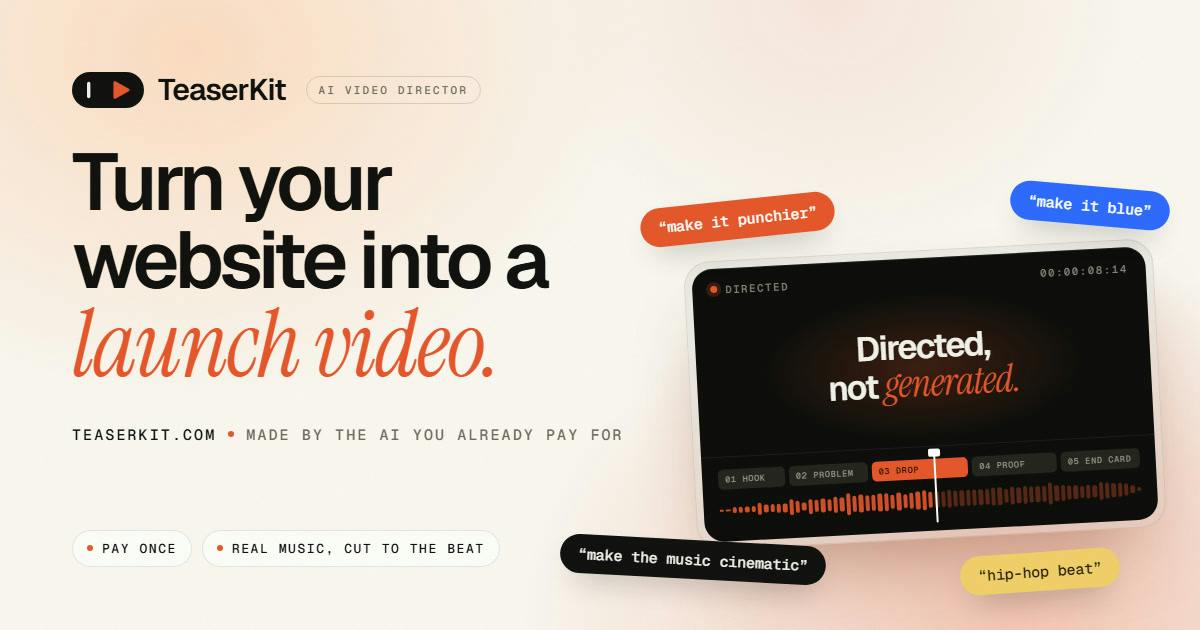 TeaserKit
AI VIDEO DIRECTOR
Turn your
website into a
launch video.
TEASERKIT.COM • MADE BY THE AI YOU ALREADY PAY FOR
PAY ONCE
REAL MUSIC, CUT TO THE BEAT
“make it punchier”
“make it blue”
DIRECTED
00:00:08:14
Directed,
not generated.
01 HOOK
02 PROBLEM
03 DROP
04 PROOF
05 END CARD
“make the music cinematic”
“hip-hop beat”